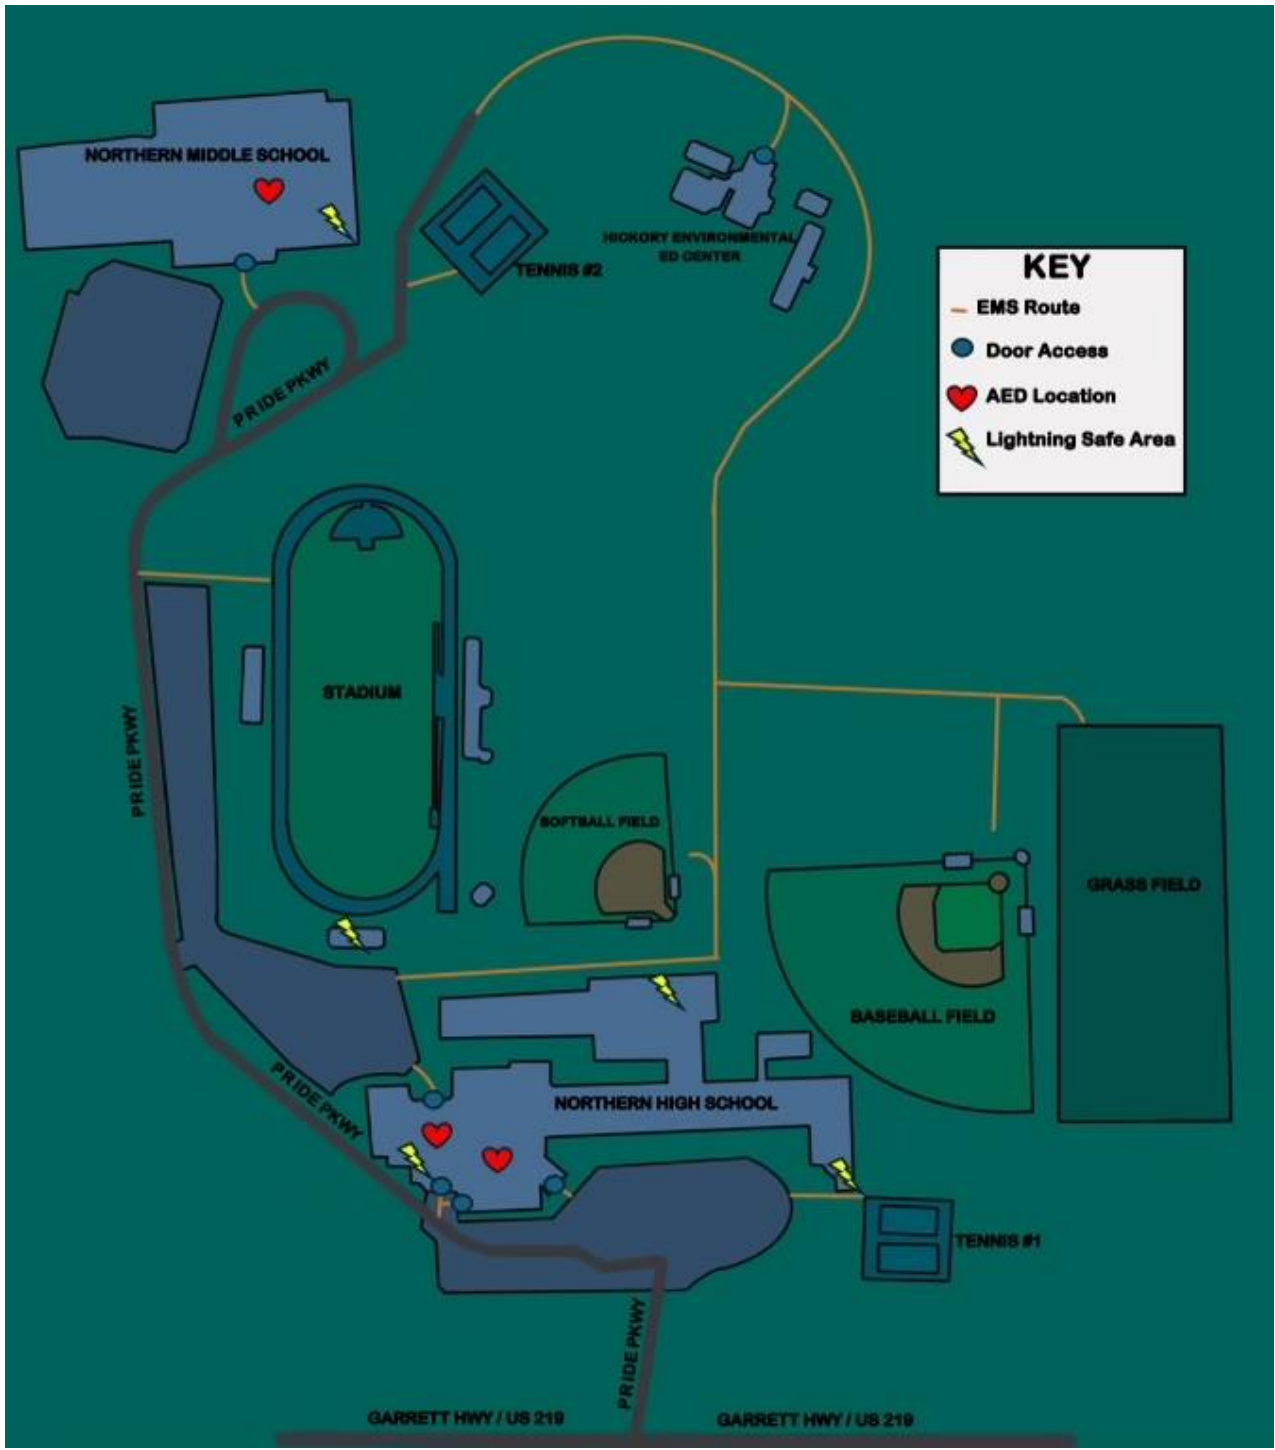 NORTHERN MIDDLE SCHOOL
HICKORY ENVIRONMENTAL
ED CENTER
TENNIS #2
KEY
EMS Route
Door Access
AED Location
Lightning Safe Area
PRIDE PKWY
STADIUM
PRIDE PKWY
SOFTBALL FIELD
GRASS FIELD
BASEBALL FIELD
PRIDE PKWY
NORTHERN HIGH SCHOOL
TENNIS #1
PRIDE PKWY
GARRETT HWY / US 219
GARRETT HWY / US 219